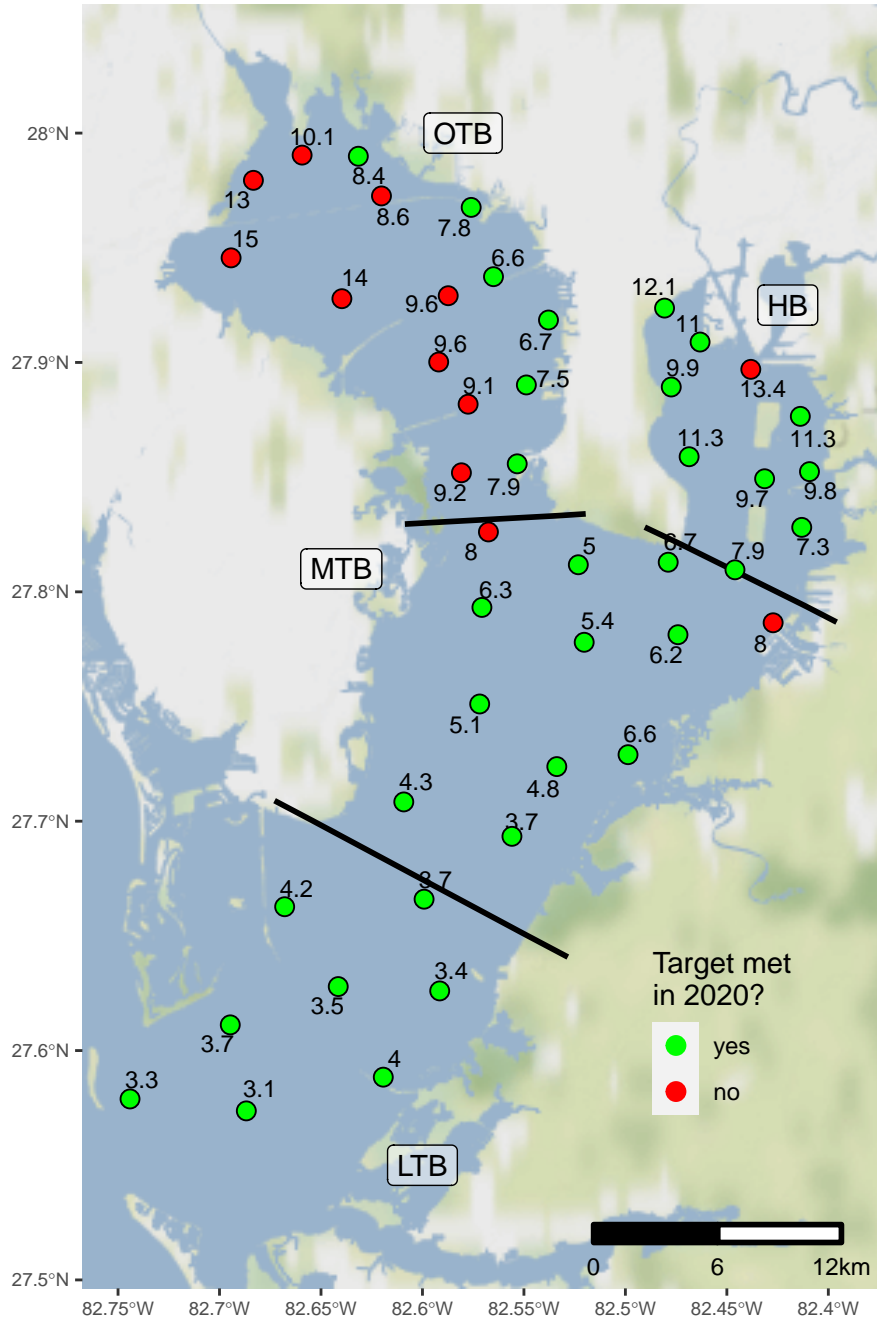 28°N
27.9°N
27.8°N
27.7°N
27.6°N
27.5°N
OTB
10.1
8.4
13
8.6
7.8
15
14
6.6
9.6
6.7
9.6
9.1
7.5
9.2
7.9
HB
12.1
11
9.9
13.4
11.3
11.3
9.7
9.8
7.3
7.9
MTB
8
5
6.7
6.3
5.4
6.2
8
5.1
6.6
4.8
4.3
3.7
4.2
3.7
3.5
3.4
3.7
4
3.3
3.1
LTB
Target met
in 2020?
yes
no
0 6 12km
82.75°W 82.7°W 82.65°W 82.6°W 82.55°W 82.5°W 82.45°W 82.4°W